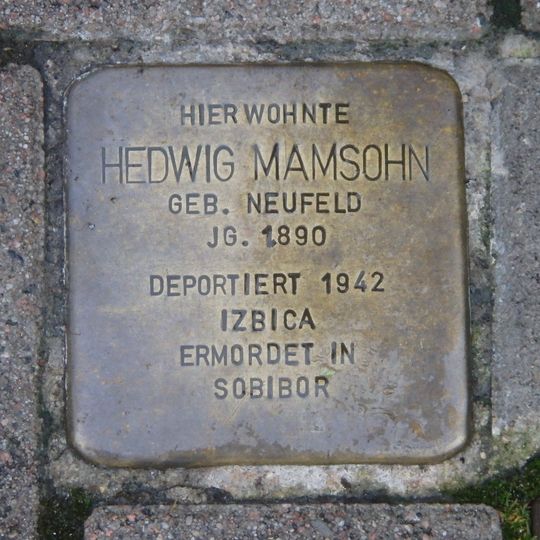 HIER WOHNTE
HEDWIG MAMSOHN
GEB. NEUFELD
JG. 1890
DEPORTIERT 1942
IZBICA
ERMORDET IN
SOBIBOR